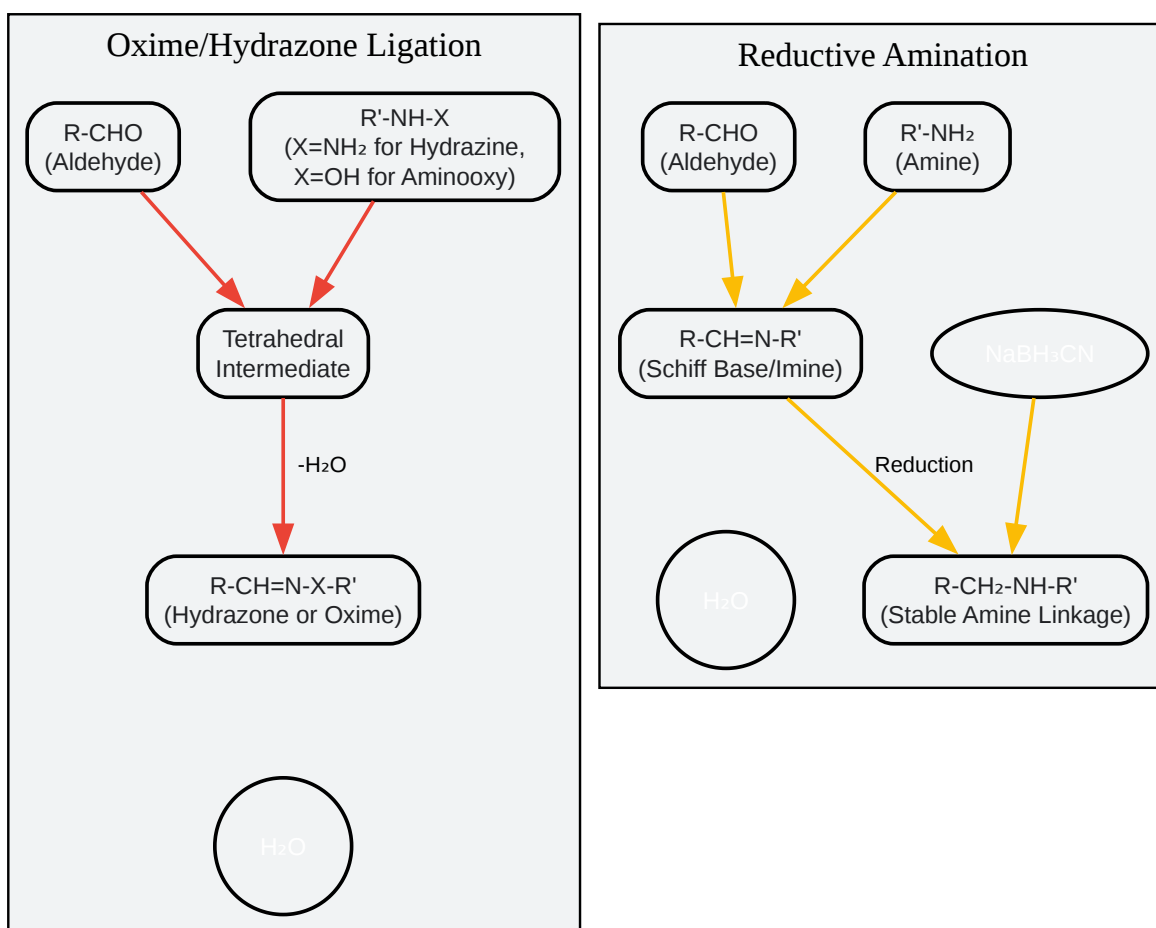 Oxime/Hydrazone Ligation
R-CHO
(Aldehyde)
R'-NH-X
(X=NH₂ for Hydrazine,
X=OH for Aminooxy)
Tetrahedral
Intermediate
-H₂O
R-CH=N-X-R'
(Hydrazone or Oxime)
H₂O
Reductive Amination
R-CHO
(Aldehyde)
R'-NH₂
(Amine)
R-CH=N-R'
(Schiff Base/Imine)
NaBH₃CN
Reduction
H₂O
R-CH₂-NH-R'
(Stable Amine Linkage)